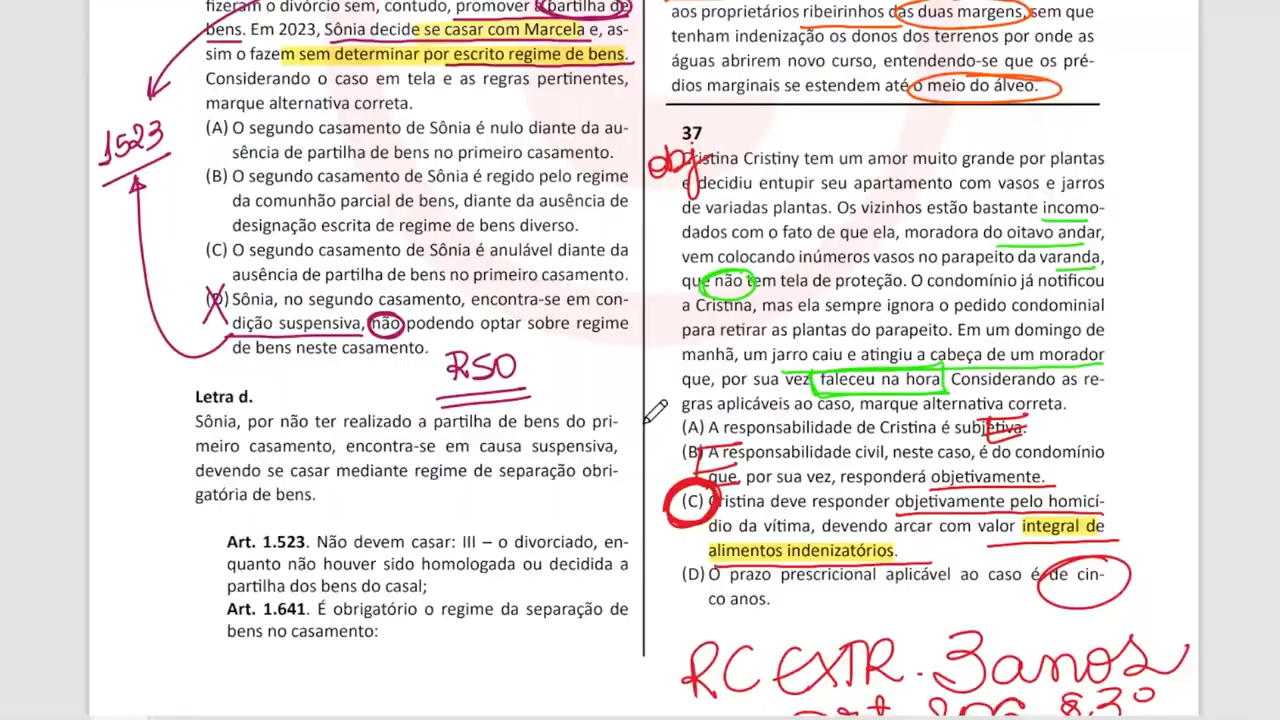 fizeram o divórcio sem, contudo, promover a partilha de
bens. Em 2023, Sônia decide se casar com Marcela e, as-
sim o fazem sem determinar por escrito regime de bens.
Considerando o caso em tela e as regras pertinentes,
marque alternativa correta.
(A) O segundo casamento de Sônia é nulo diante da au-
sência de partilha de bens no primeiro casamento.
(B) O segundo casamento de Sônia é regido pelo regime
da comunhão parcial de bens, diante da ausência de
designação escrita de regime de bens diverso.
(C) O segundo casamento de Sônia é anulável diante da
ausência de partilha de bens no primeiro casamento.
(D) Sônia, no segundo casamento, encontra-se em con-
dição suspensiva, não podendo optar sobre regime
de bens neste casamento.
1523
RSO
Letra d.
Sônia, por não ter realizado a partilha de bens do pri-
meiro casamento, encontra-se em causa suspensiva,
devendo se casar mediante regime de separação obri-
gatória de bens.
Art. 1.523. Não devem casar: III – o divorciado, en-
quanto não houver sido homologada ou decidida a
partilha dos bens do casal;
Art. 1.641. É obrigatório o regime da separação de
bens no casamento:
aos proprietários ribeirinhos das duas margens, sem que
tenham indenização os donos dos terrenos por onde as
águas abrirem novo curso, entendendo-se que os pré-
dios marginais se estendem até o meio do álveo.
37
obj
Cristina Cristiny tem um amor muito grande por plantas
e decidiu entupir seu apartamento com vasos e jarros
de variadas plantas. Os vizinhos estão bastante incomo-
dados com o fato de que ela, moradora do oitavo andar,
vem colocando inúmeros vasos no parapeito da varanda,
que não tem tela de proteção. O condomínio já notificou
a Cristina, mas ela sempre ignora o pedido condominial
para retirar as plantas do parapeito. Em um domingo de
manhã, um jarro caiu e atingiu a cabeça de um morador
que, por sua vez, faleceu na hora. Considerando as re-
gras aplicáveis ao caso, marque alternativa correta.
(A) A responsabilidade de Cristina é subjetiva.
(B) A responsabilidade civil, neste caso, é do condomínio
que, por sua vez, responderá objetivamente.
(C) Cristina deve responder objetivamente pelo homicí-
dio da vítima, devendo arcar com valor integral de
alimentos indenizatórios.
(D) O prazo prescricional aplicável ao caso é de cin-
co anos.
E
E
RC EXTR. 3 anos
art 206 §3º